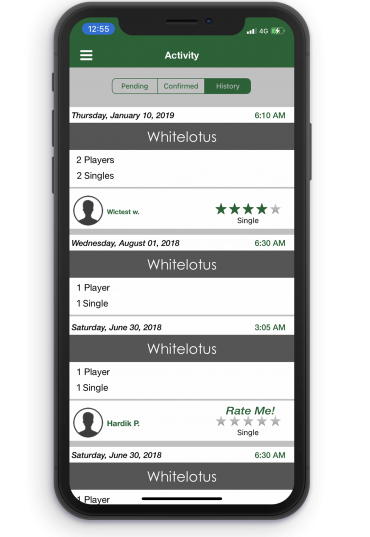 12:55
4G
Activity
Pending Confirmed History
Thursday, January 10, 2019 6:10 AM
Whitelotus
2 Players
2 Singles
Wlctest w.
Single
Wednesday, August 01, 2018 6:30 AM
Whitelotus
1 Player
1 Single
Saturday, June 30, 2018 3:05 AM
Whitelotus
1 Player
1 Single
Rate Me!
Hardik P.
Single
Saturday, June 30, 2018 6:30 AM
Whitelotus
1 Player